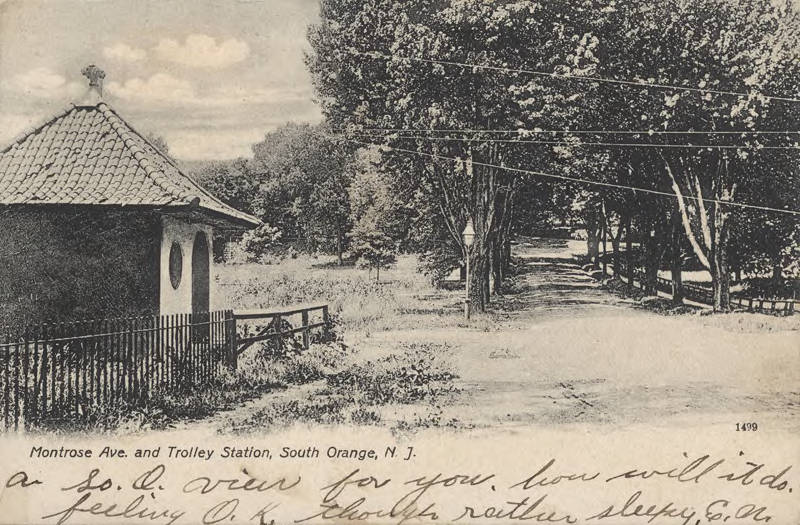 1499
Montrose Ave. and Trolley Station, South Orange, N. J.
a So. O. view for you. how will it do.
feeling O. K. though rather sleepy. E. M.